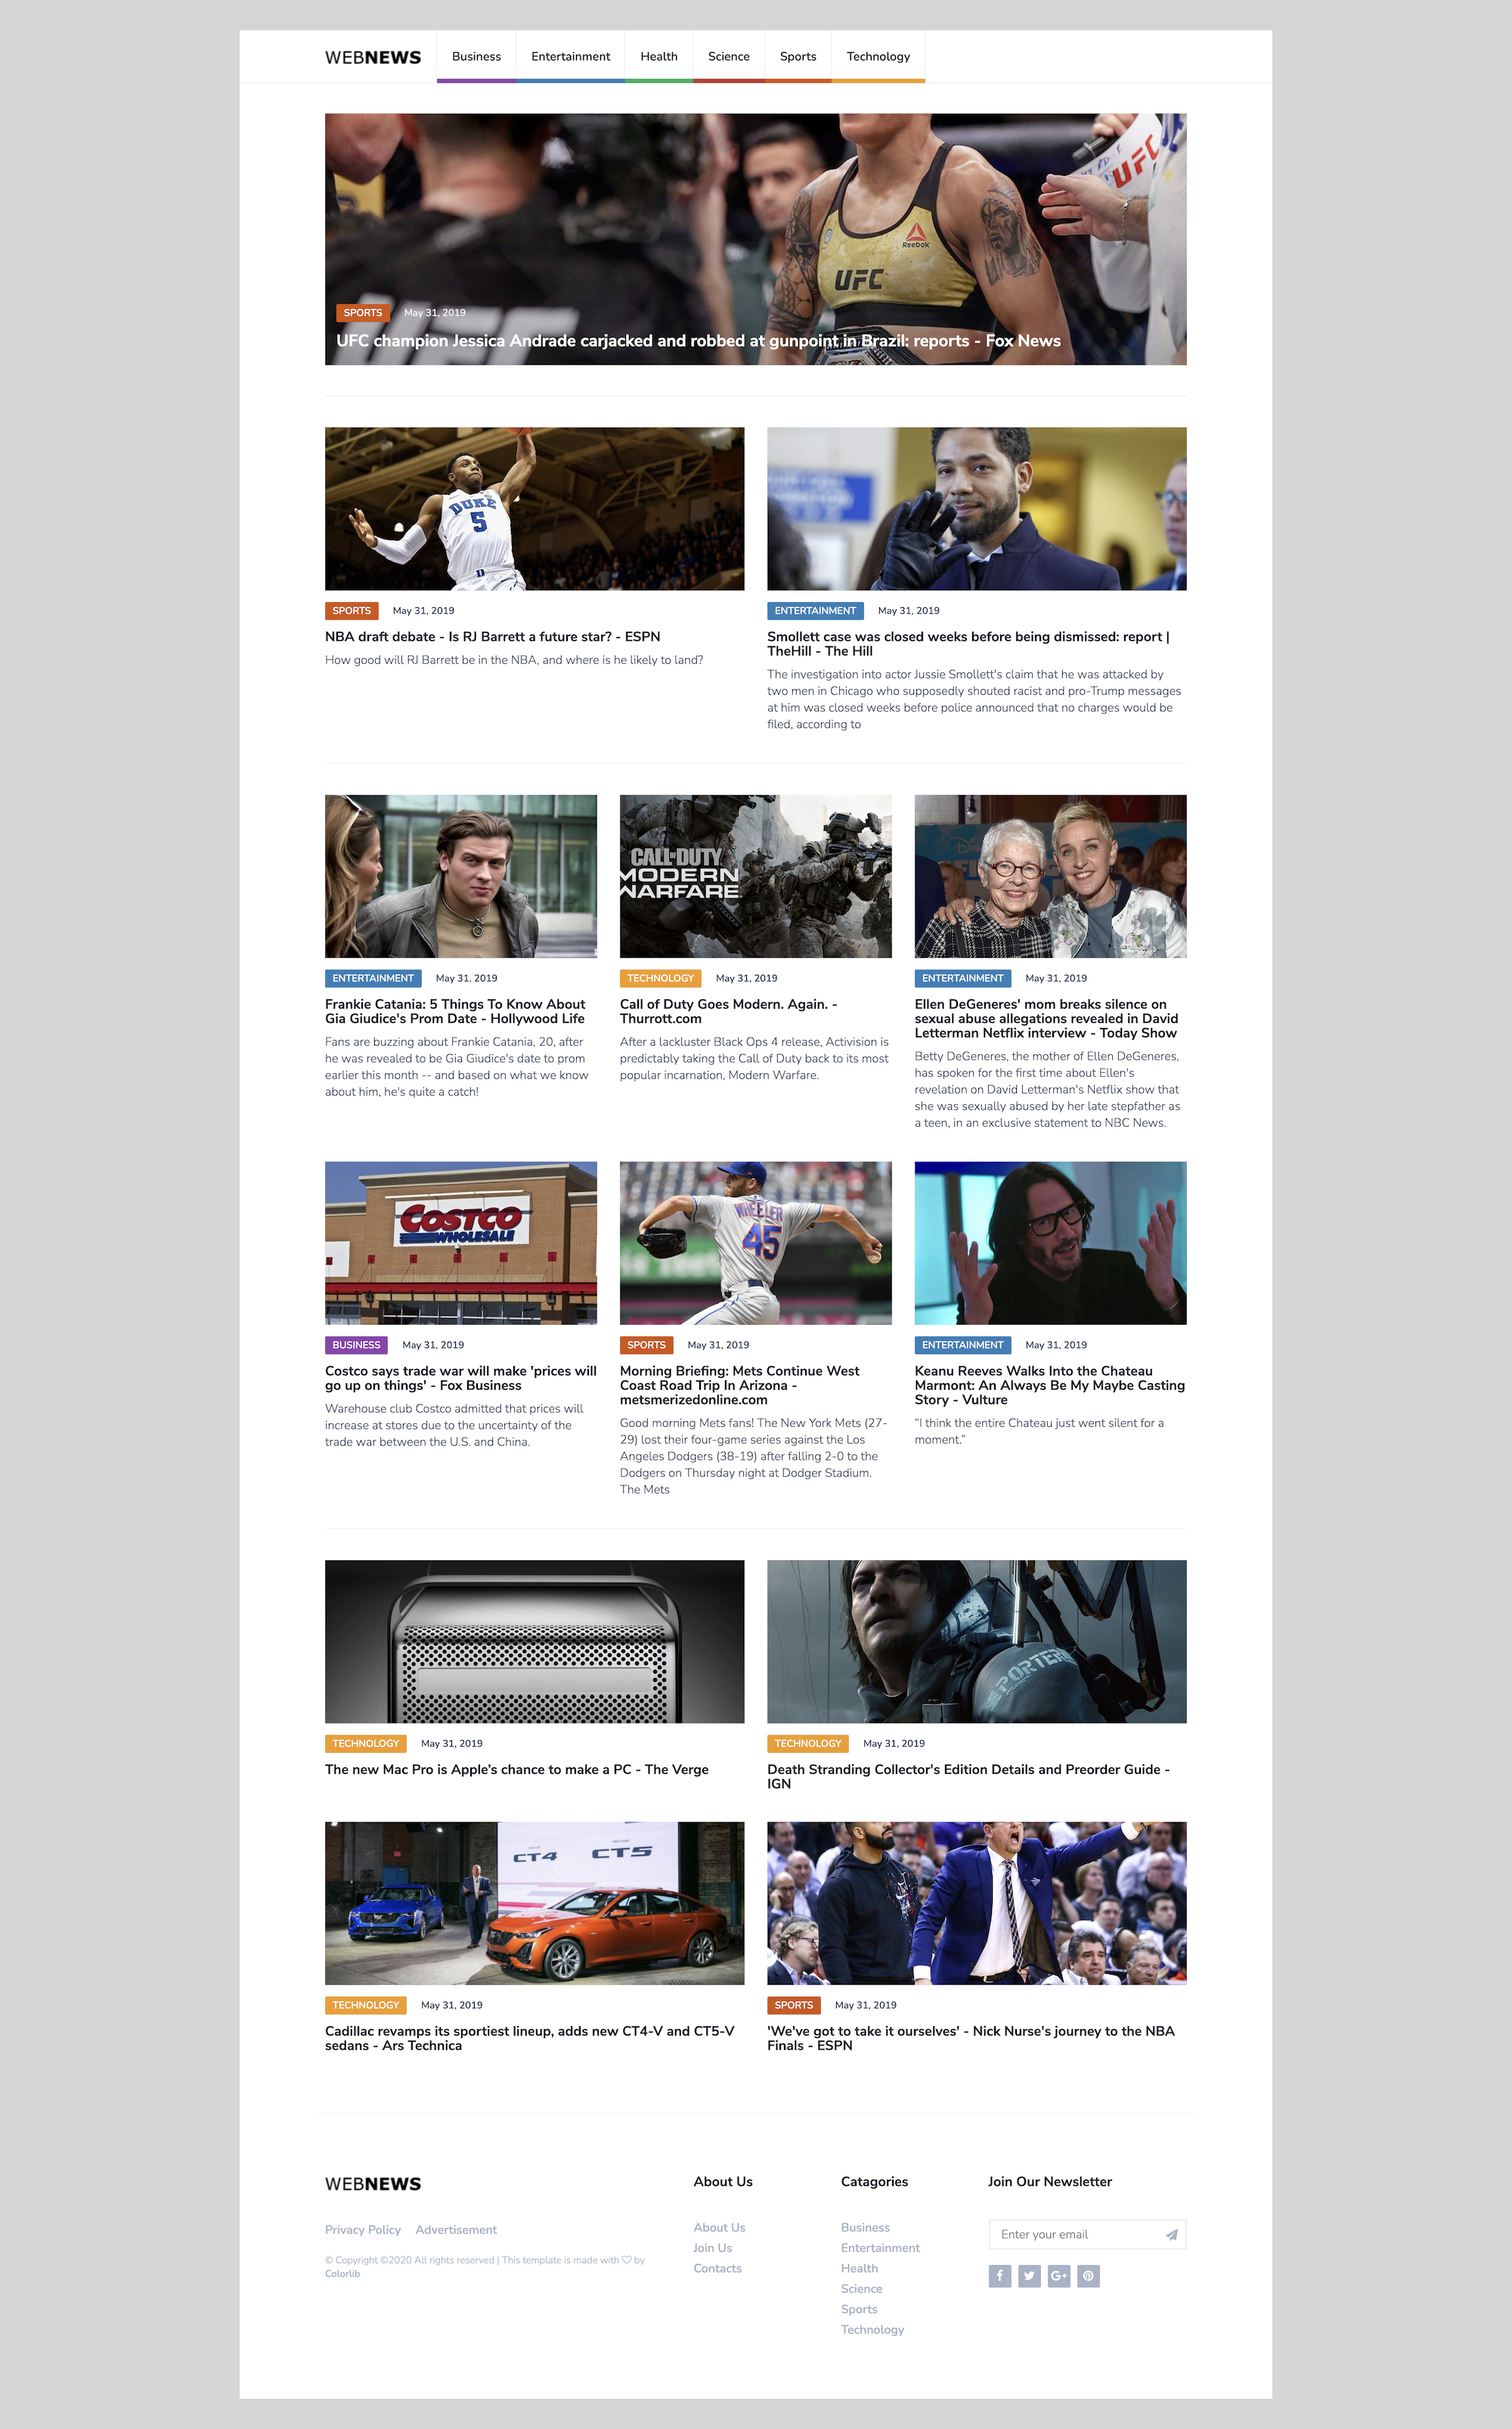 WEBNEWS
Business
Entertainment
Health
Science
Sports
Technology
UFC
Reebok
UFC
SPORTS
May 31, 2019
UFC champion Jessica Andrade carjacked and robbed at gunpoint in Brazil: reports - Fox News
DUKE
5
SPORTS
May 31, 2019
NBA draft debate - Is RJ Barrett a future star? - ESPN
How good will RJ Barrett be in the NBA, and where is he likely to land?
ENTERTAINMENT
May 31, 2019
Smollett case was closed weeks before being dismissed: report |
TheHill - The Hill
The investigation into actor Jussie Smollett's claim that he was attacked by
two men in Chicago who supposedly shouted racist and pro-Trump messages
at him was closed weeks before police announced that no charges would be
filed, according to
ENTERTAINMENT
May 31, 2019
Frankie Catania: 5 Things To Know About
Gia Giudice's Prom Date - Hollywood Life
Fans are buzzing about Frankie Catania, 20, after
he was revealed to be Gia Giudice's date to prom
earlier this month -- and based on what we know
about him, he's quite a catch!
CALL OF DUTY
MODERN
WARFARE
TECHNOLOGY
May 31, 2019
Call of Duty Goes Modern. Again. -
Thurrott.com
After a lackluster Black Ops 4 release, Activision is
predictably taking the Call of Duty back to its most
popular incarnation, Modern Warfare.
ENTERTAINMENT
May 31, 2019
Ellen DeGeneres' mom breaks silence on
sexual abuse allegations revealed in David
Letterman Netflix interview - Today Show
Betty DeGeneres, the mother of Ellen DeGeneres,
has spoken for the first time about Ellen's
revelation on David Letterman's Netflix show that
she was sexually abused by her late stepfather as
a teen, in an exclusive statement to NBC News.
COSTCO
WHOLESALE
BUSINESS
May 31, 2019
Costco says trade war will make 'prices will
go up on things' - Fox Business
Warehouse club Costco admitted that prices will
increase at stores due to the uncertainty of the
trade war between the U.S. and China.
WHEELER
45
SPORTS
May 31, 2019
Morning Briefing: Mets Continue West
Coast Road Trip In Arizona -
metsmerizedonline.com
Good morning Mets fans! The New York Mets (27-
29) lost their four-game series against the Los
Angeles Dodgers (38-19) after falling 2-0 to the
Dodgers on Thursday night at Dodger Stadium.
The Mets
ENTERTAINMENT
May 31, 2019
Keanu Reeves Walks Into the Chateau
Marmont: An Always Be My Maybe Casting
Story - Vulture
“I think the entire Chateau just went silent for a
moment.”
TECHNOLOGY
May 31, 2019
The new Mac Pro is Apple’s chance to make a PC - The Verge
PORTER
TECHNOLOGY
May 31, 2019
Death Stranding Collector's Edition Details and Preorder Guide -
IGN
CT4
CT5
TECHNOLOGY
May 31, 2019
Cadillac revamps its sportiest lineup, adds new CT4-V and CT5-V
sedans - Ars Technica
SPORTS
May 31, 2019
'We've got to take it ourselves' - Nick Nurse's journey to the NBA
Finals - ESPN
WEBNEWS
Privacy Policy
Advertisement
© Copyright ©2020 All rights reserved | This template is made with by
Colorlib
About Us
About Us
Join Us
Contacts
Catagories
Business
Entertainment
Health
Science
Sports
Technology
Join Our Newsletter
Enter your email